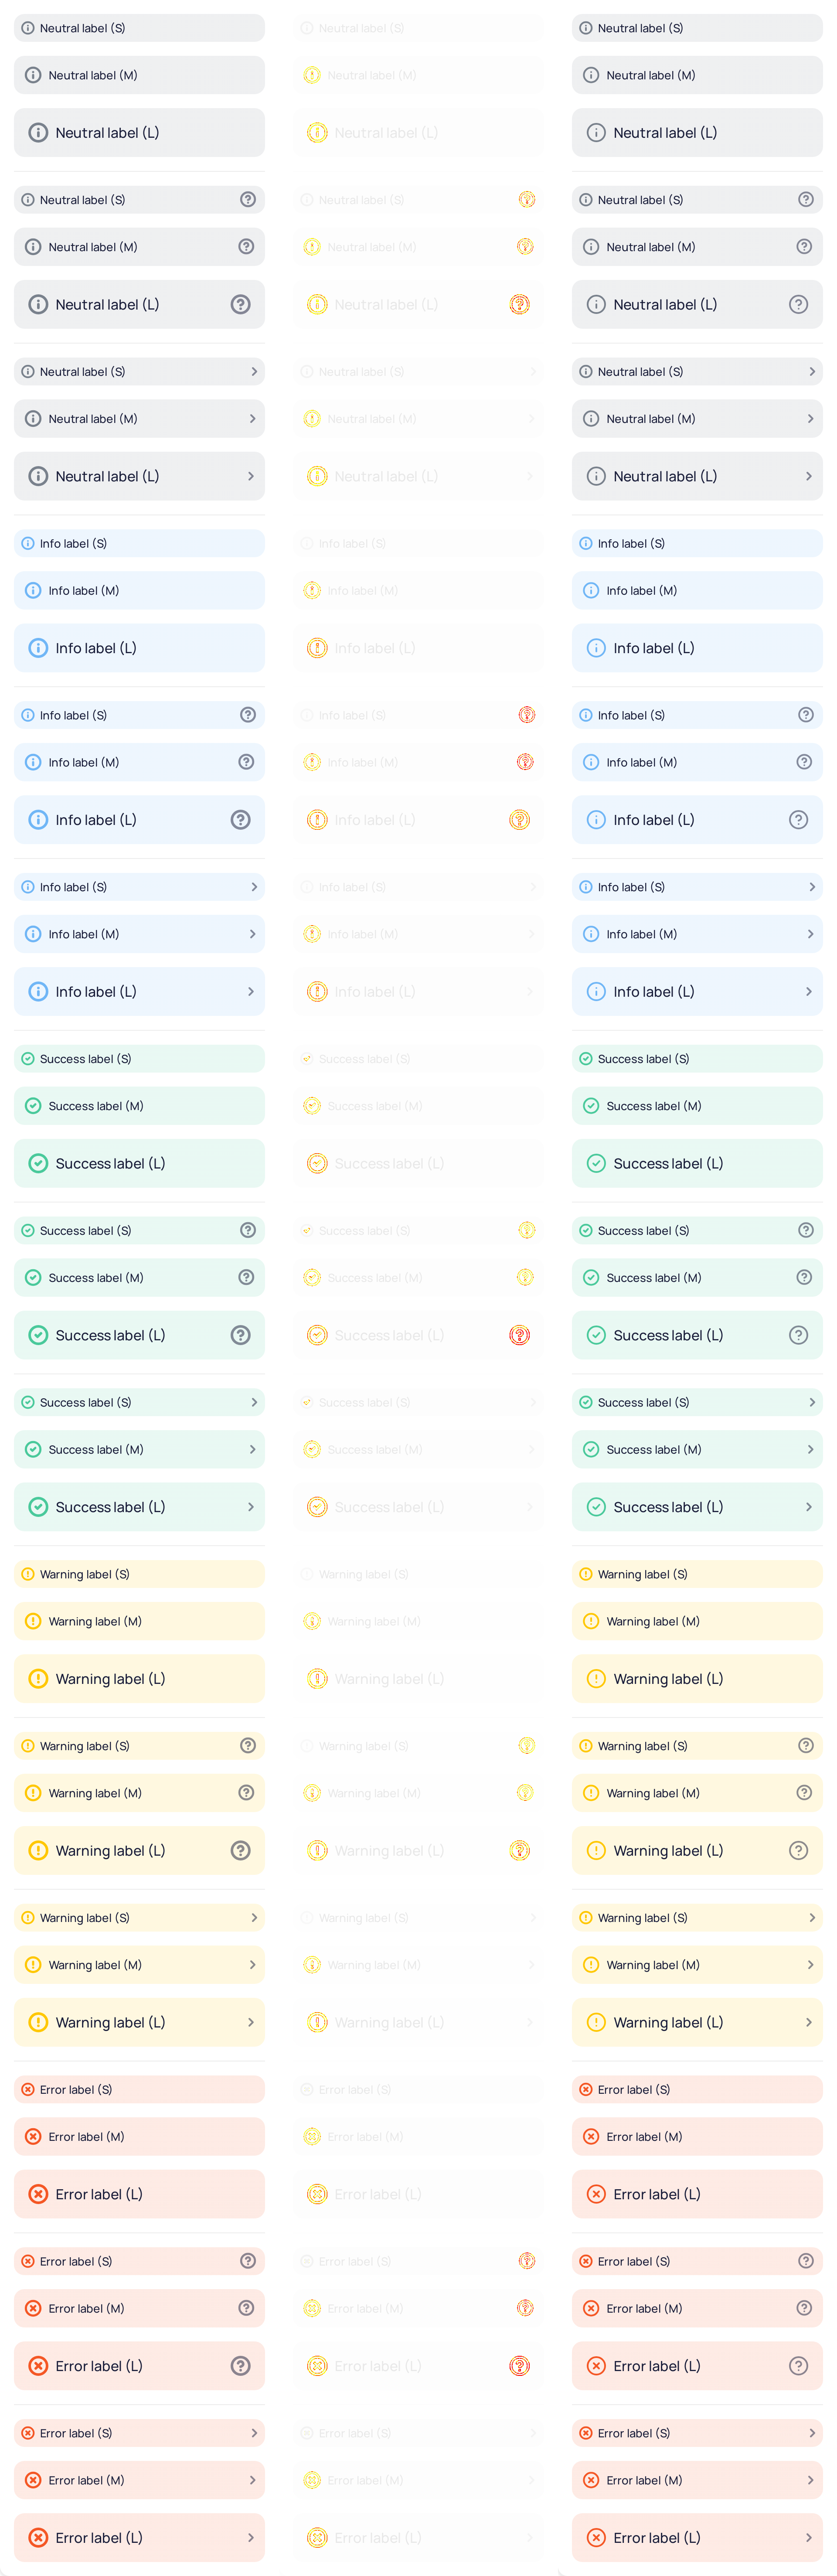 Neutral label (S) Neutral label (S) Neutral label (S)
Neutral label (M) Neutral label (M) Neutral label (M)
Neutral label (L) Neutral label (L) Neutral label (L)
Neutral label (S) Neutral label (S) Neutral label (S)
Neutral label (M) Neutral label (M) Neutral label (M)
Neutral label (L) Neutral label (L) Neutral label (L)
Neutral label (S) Neutral label (S) Neutral label (S)
Neutral label (M) Neutral label (M) Neutral label (M)
Neutral label (L) Neutral label (L) Neutral label (L)
Info label (S) Info label (S) Info label (S)
Info label (M) Info label (M) Info label (M)
Info label (L) Info label (L) Info label (L)
Info label (S) Info label (S) Info label (S)
Info label (M) Info label (M) Info label (M)
Info label (L) Info label (L) Info label (L)
Info label (S) Info label (S) Info label (S)
Info label (M) Info label (M) Info label (M)
Info label (L) Info label (L) Info label (L)
Success label (S) Success label (S) Success label (S)
Success label (M) Success label (M) Success label (M)
Success label (L) Success label (L) Success label (L)
Success label (S) Success label (S) Success label (S)
Success label (M) Success label (M) Success label (M)
Success label (L) Success label (L) Success label (L)
Success label (S) Success label (S) Success label (S)
Success label (M) Success label (M) Success label (M)
Success label (L) Success label (L) Success label (L)
Warning label (S) Warning label (S) Warning label (S)
Warning label (M) Warning label (M) Warning label (M)
Warning label (L) Warning label (L) Warning label (L)
Warning label (S) Warning label (S) Warning label (S)
Warning label (M) Warning label (M) Warning label (M)
Warning label (L) Warning label (L) Warning label (L)
Warning label (S) Warning label (S) Warning label (S)
Warning label (M) Warning label (M) Warning label (M)
Warning label (L) Warning label (L) Warning label (L)
Error label (S) Error label (S) Error label (S)
Error label (M) Error label (M) Error label (M)
Error label (L) Error label (L) Error label (L)
Error label (S) Error label (S) Error label (S)
Error label (M) Error label (M) Error label (M)
Error label (L) Error label (L) Error label (L)
Error label (S) Error label (S) Error label (S)
Error label (M) Error label (M) Error label (M)
Error label (L) Error label (L) Error label (L)